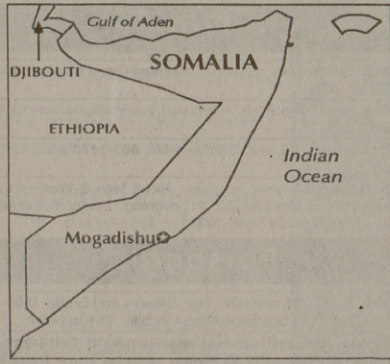 Gulf of Aden
SOMALIA
DJIBOUTI
ETHIOPIA
Indian
Ocean
Mogadishu